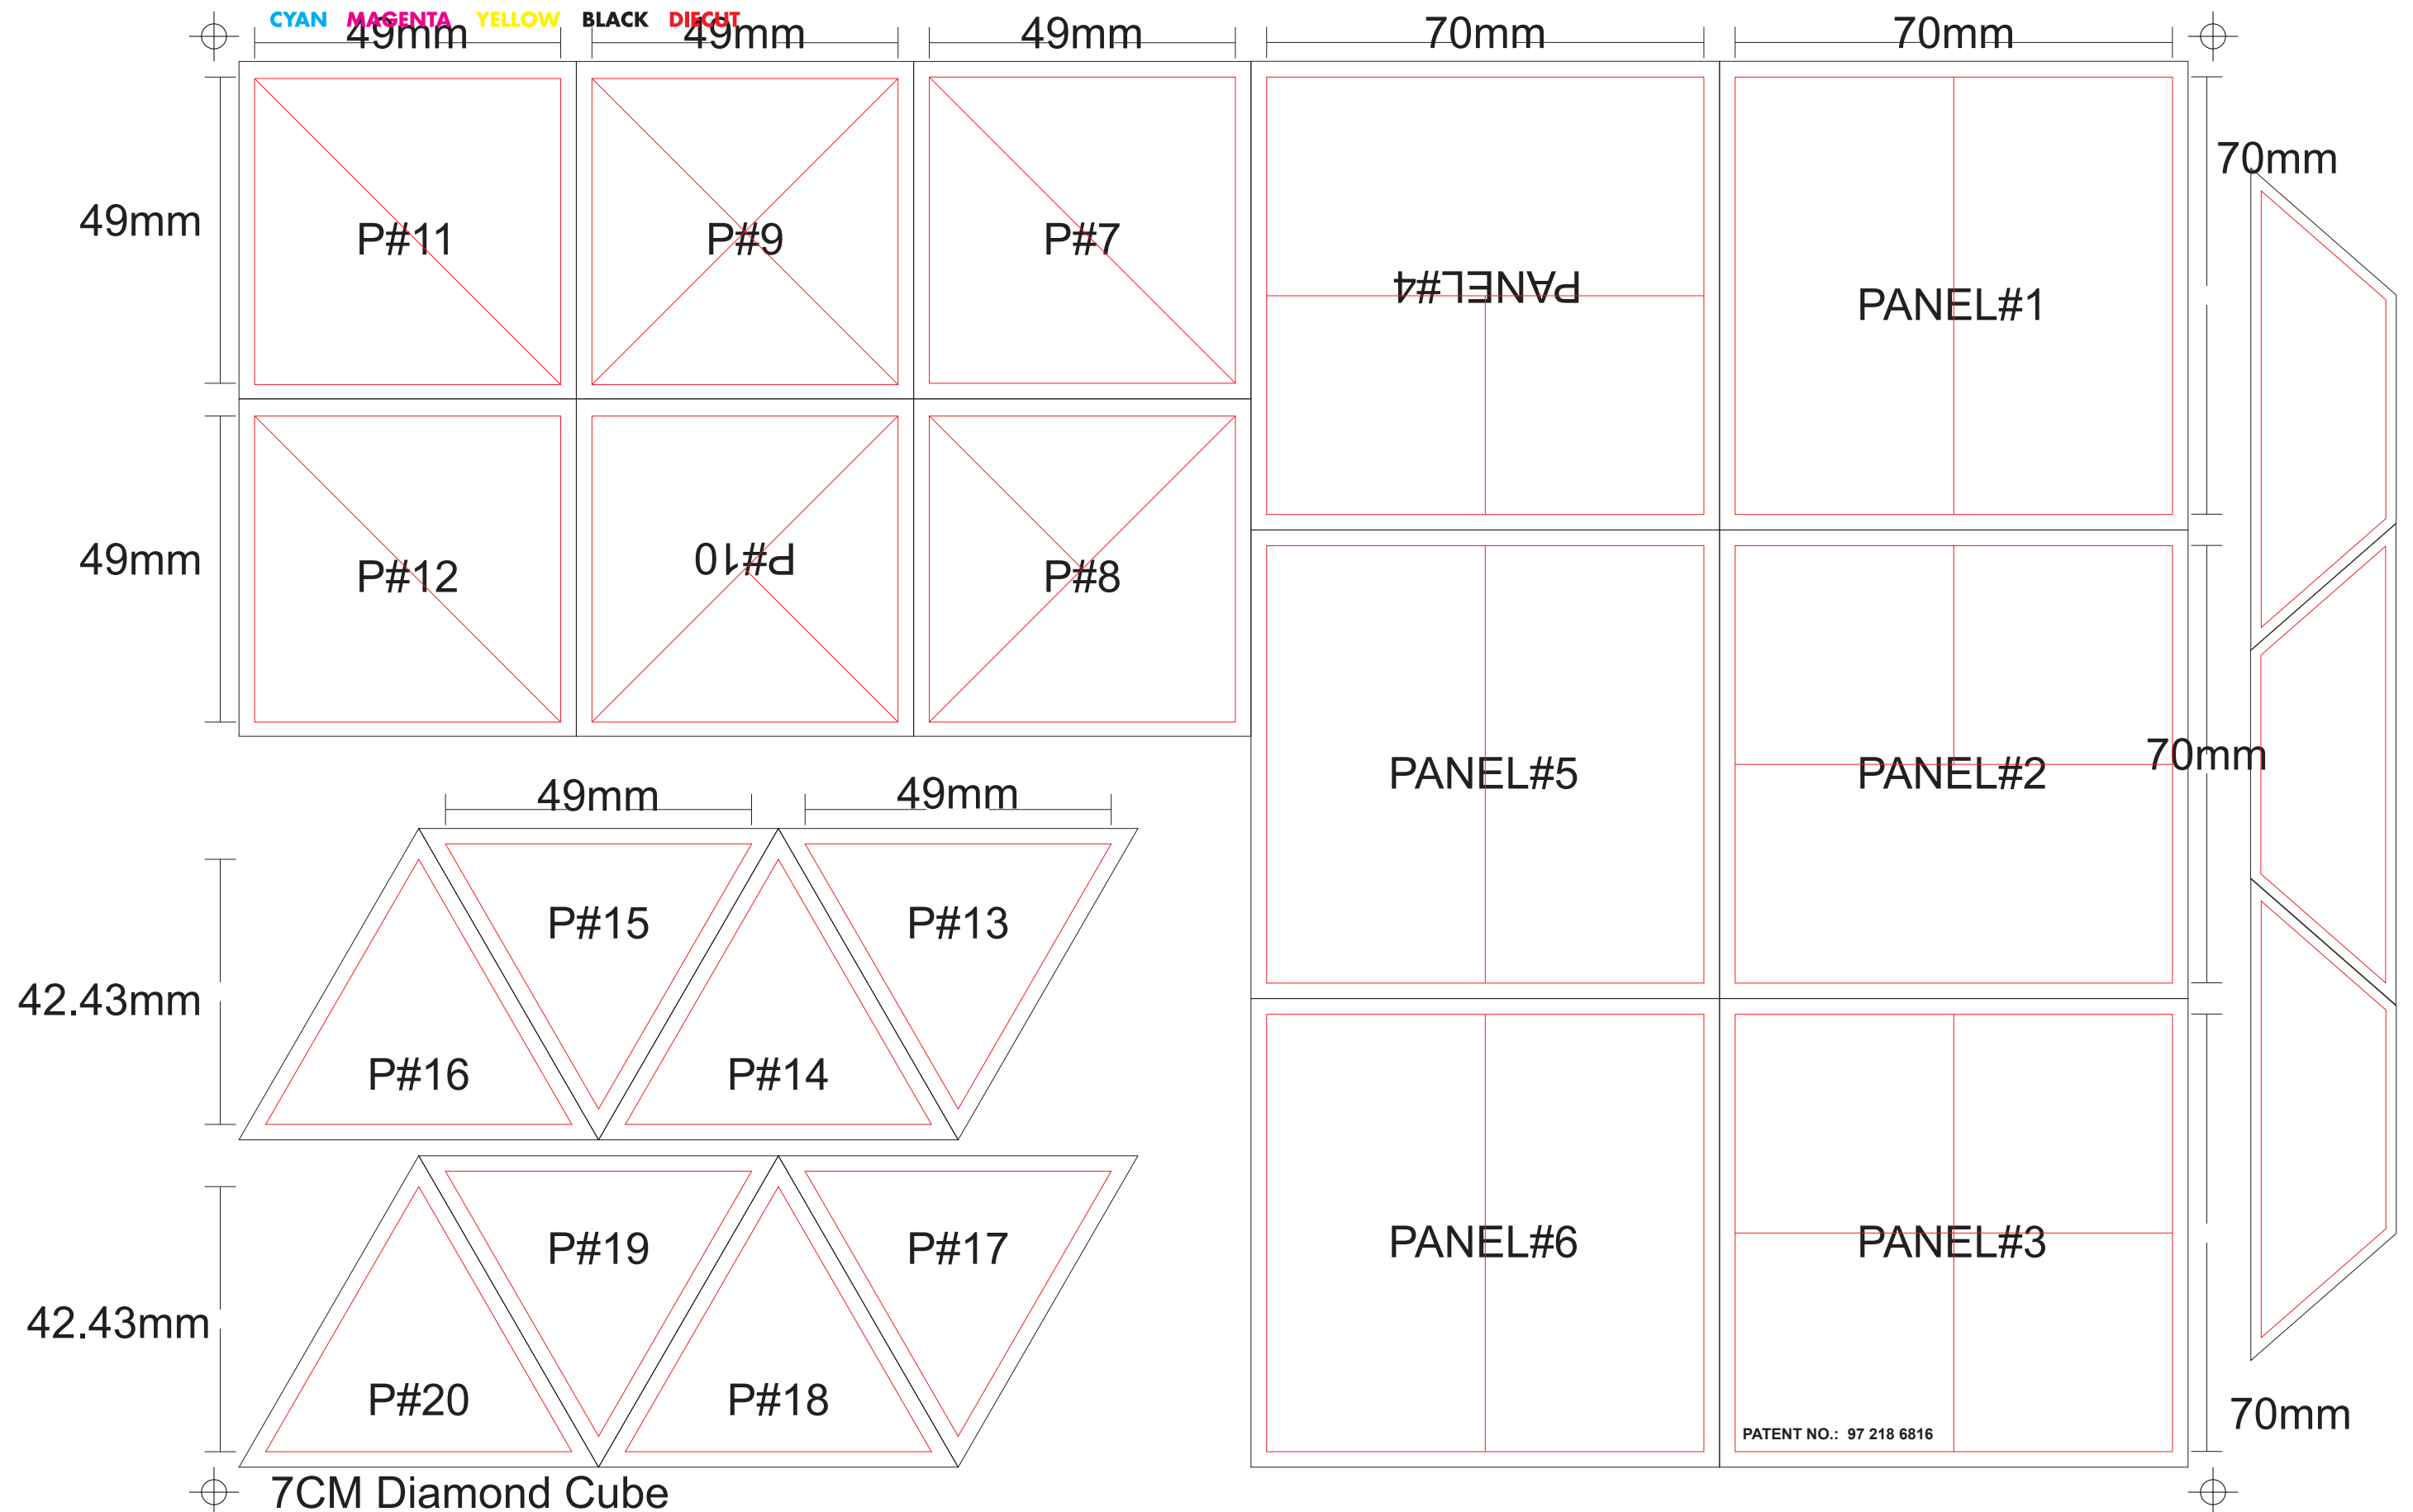 CYAN MAGENTA YELLOW BLACK DIECUT
49mm 49mm 49mm 70mm 70mm
49mm
P#11 P#9 P#7
PANEL#4 PANEL#1
70mm
49mm
P#12 P#10 P#8
PANEL#5 PANEL#2
70mm
49mm 49mm
P#15 P#13
42.43mm
P#16 P#14
P#19 P#17
PANEL#6 PANEL#3
42.43mm
P#20 P#18
PATENT NO.: 97 218 6816
70mm
7CM Diamond Cube